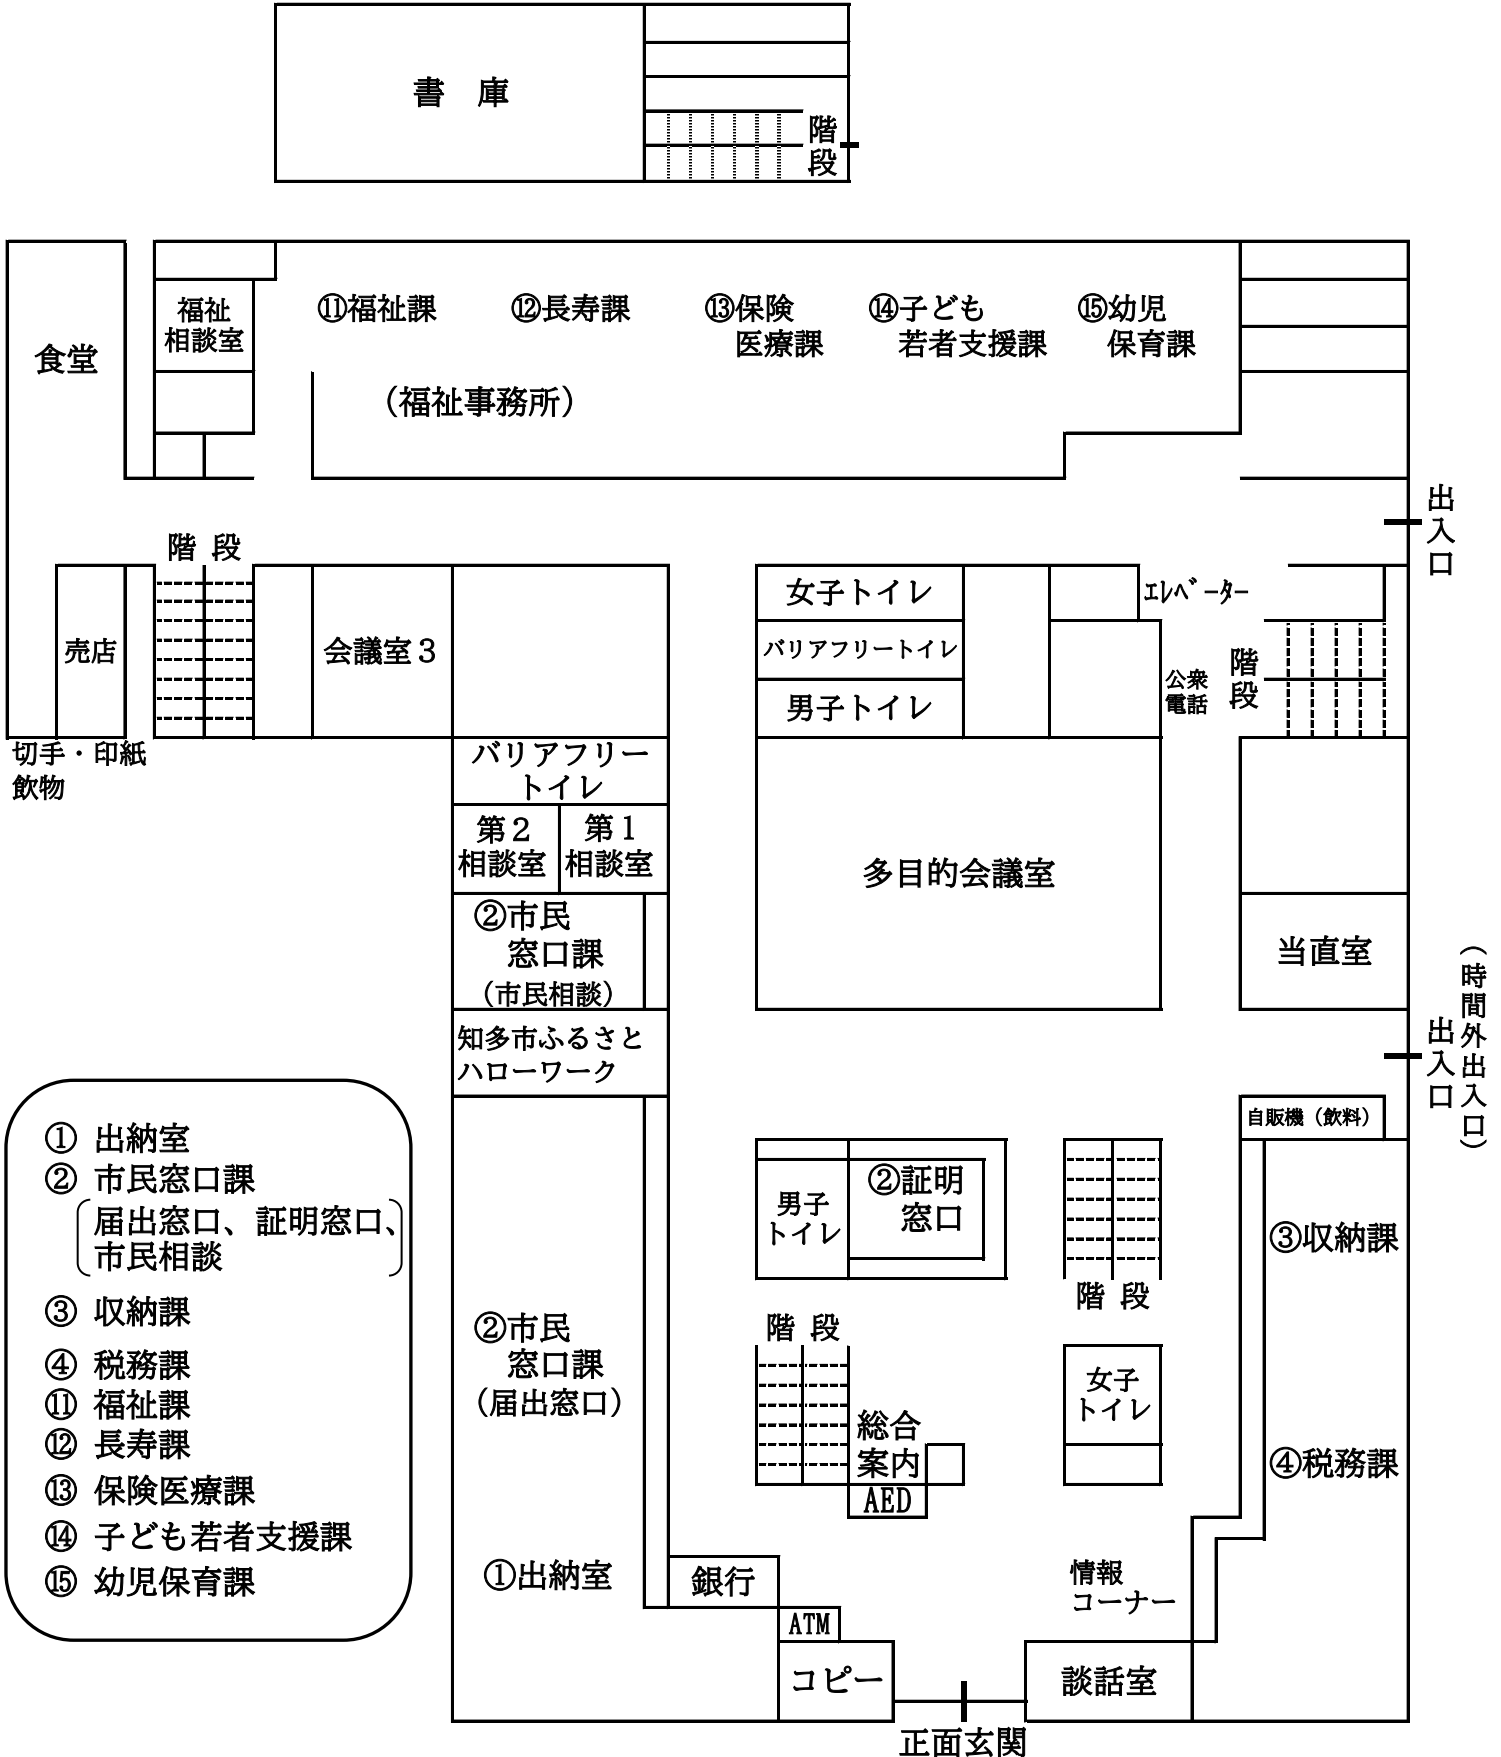 書 庫
階
段
食堂
福祉
相談室
⑪福祉課
⑫長寿課
⑬保険
医療課
⑭子ども
若者支援課
⑮幼児
保育課
（福祉事務所）
出
入
口
階 段
売店
切手・印紙
飲物
会議室３
女子トイレ
バリアフリートイレ
男子トイレ
ｴﾚﾍﾞｰﾀｰ
公衆
電話
階
段
バリアフリー
トイレ
第２
相談室
第１
相談室
多目的会議室
②市民
窓口課
（市民相談）
当直室
知多市ふるさと
ハローワーク
出
入
口
（時間外出入口）
自販機（飲料）
① 出納室
② 市民窓口課
届出窓口、証明窓口、
市民相談
③ 収納課
④ 税務課
⑪ 福祉課
⑫ 長寿課
⑬ 保険医療課
⑭ 子ども若者支援課
⑮ 幼児保育課
男子
トイレ
②証明
窓口
階 段
③収納課
②市民
窓口課
（届出窓口）
階 段
女子
トイレ
総合
案内
AED
④税務課
①出納室
銀行
ATM
コピー
情報
コーナー
談話室
正面玄関